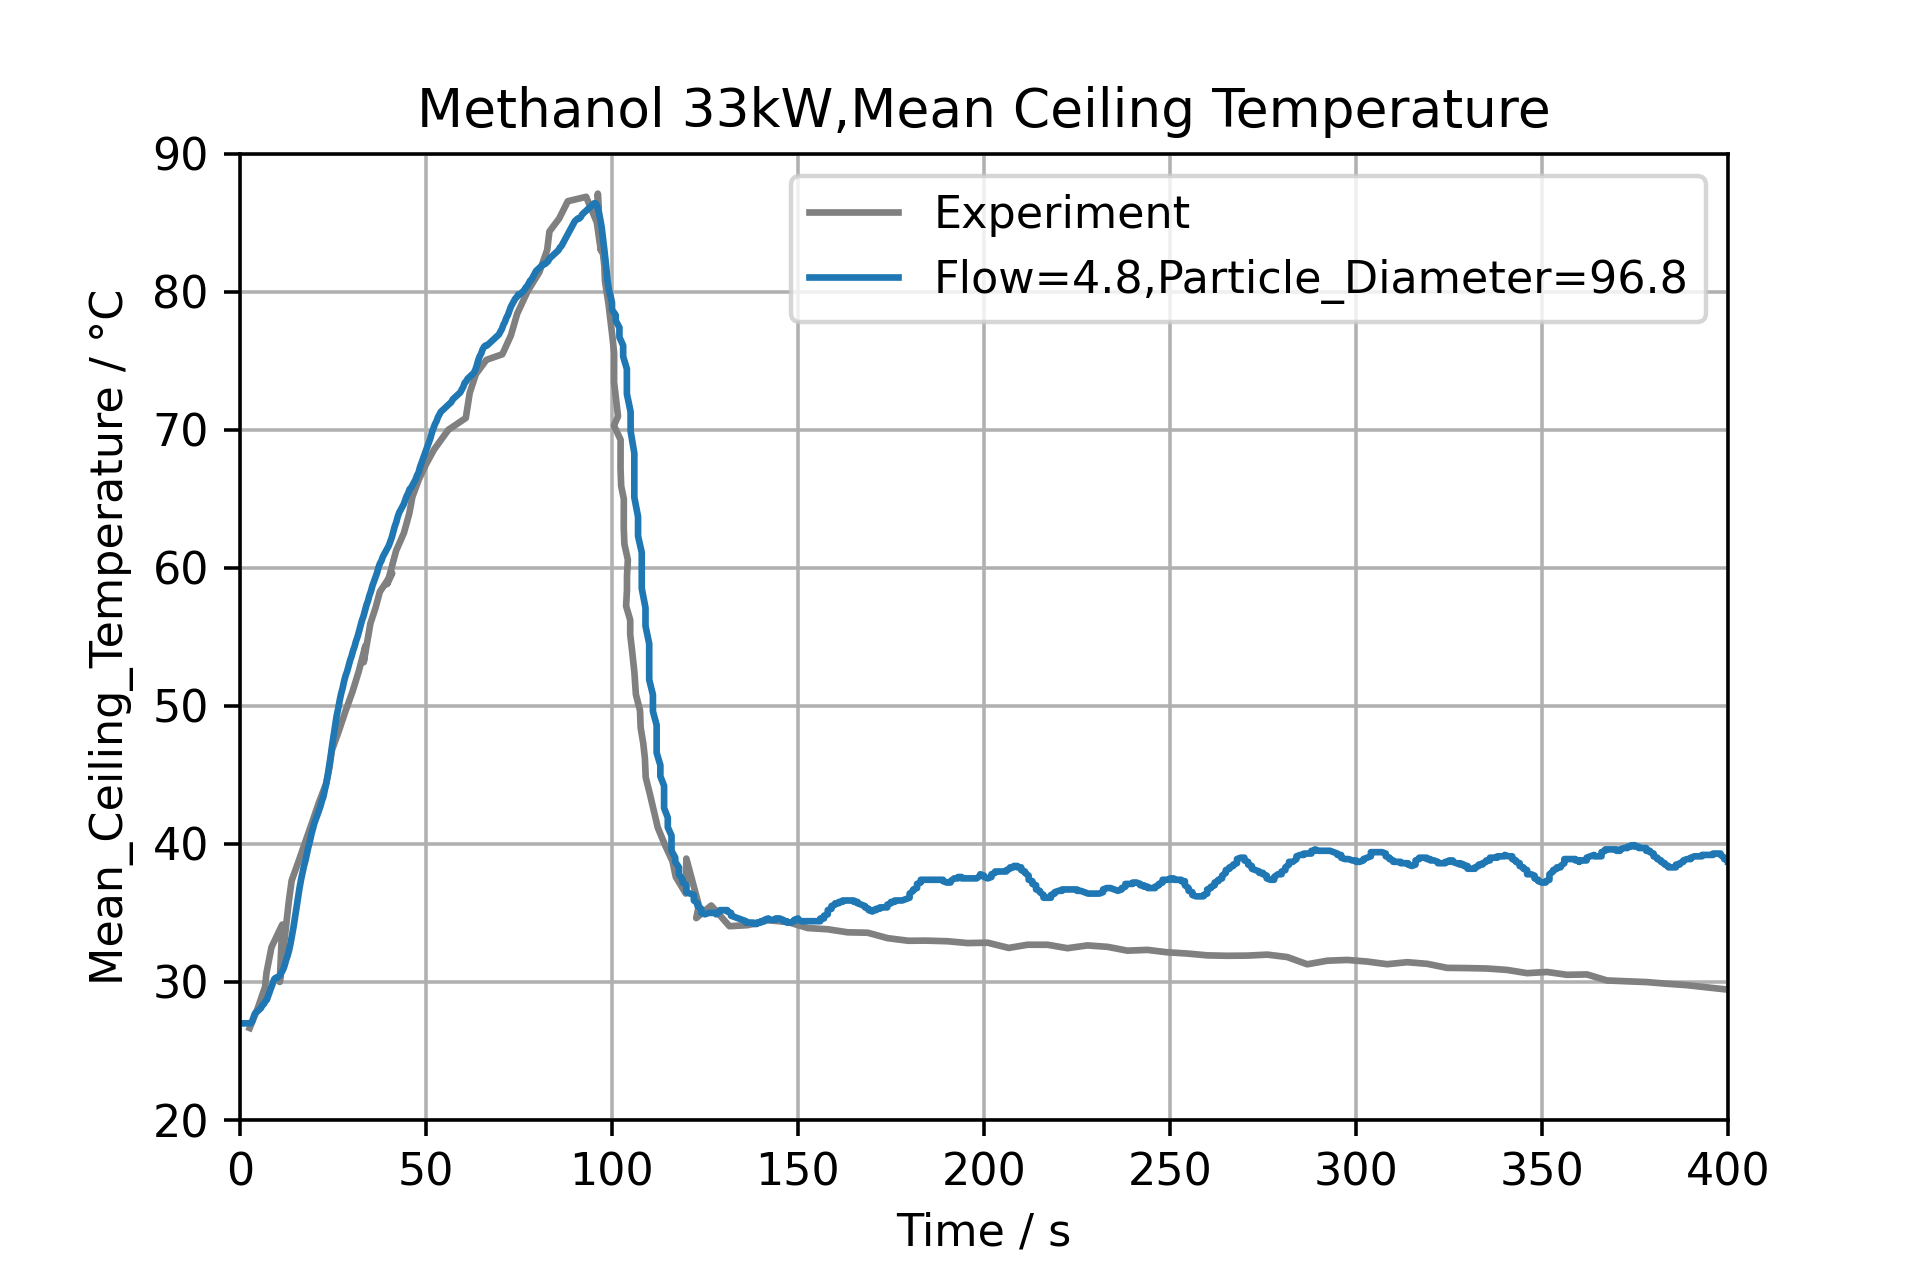 Methanol 33kW,Mean Ceiling Temperature
Experiment
Flow=4.8,Particle_Diameter=96.8
Mean_Ceiling_Temperature / °C
90
80
70
60
50
40
30
20
0 50 100 150 200 250 300 350 400
Time / s